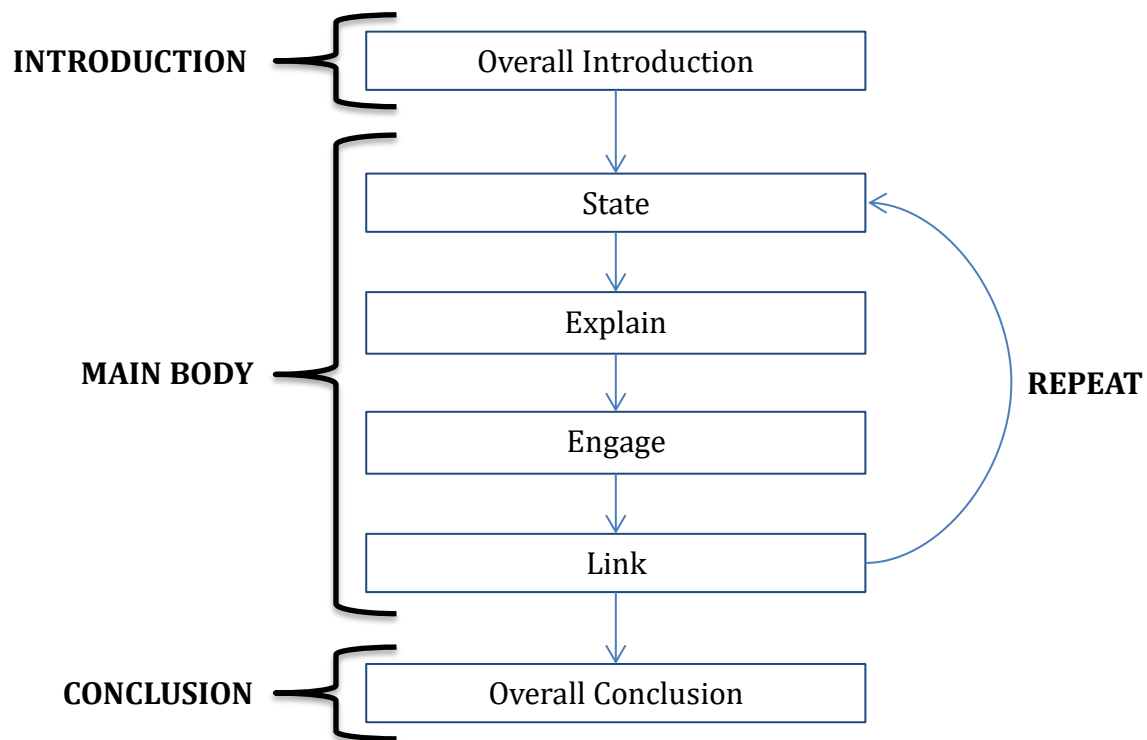 INTRODUCTION
Overall Introduction
State
Explain
MAIN BODY
REPEAT
Engage
Link
CONCLUSION
Overall Conclusion